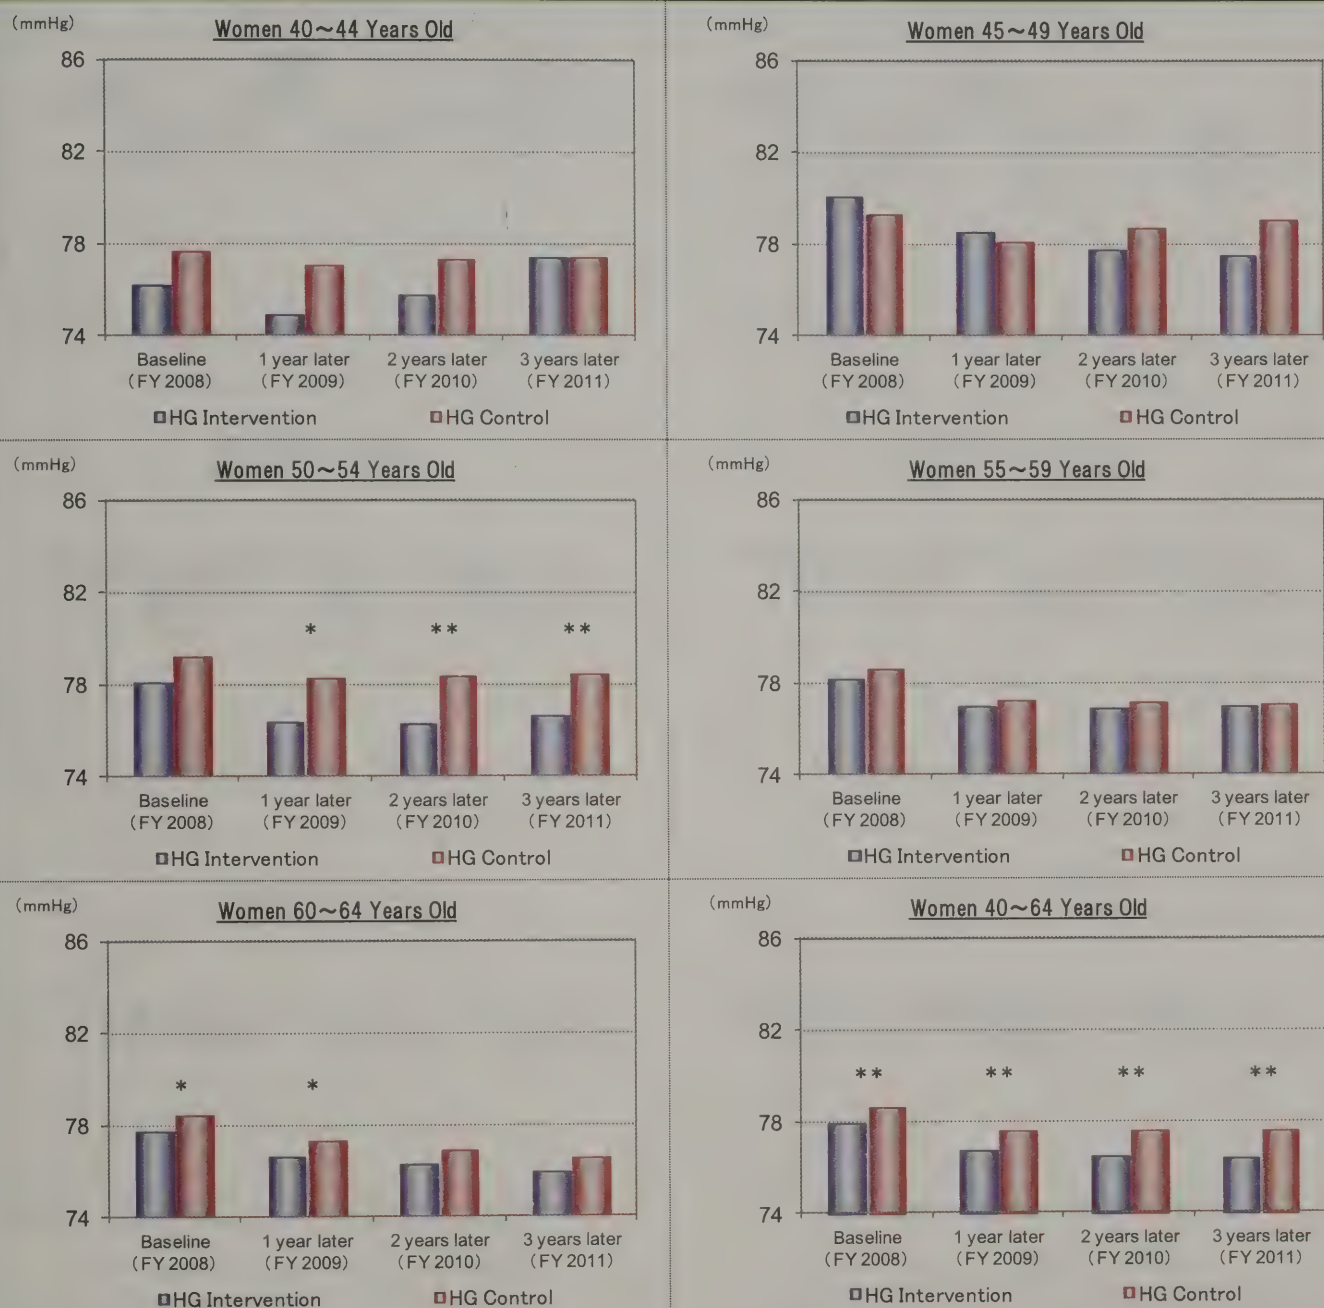 (mmHg)
Women 40～44 Years Old
86
82
78
74
Baseline 1 year later 2 years later 3 years later
(FY 2008) (FY 2009) (FY 2010) (FY 2011)
HG Intervention HG Control
(mmHg)
Women 45～49 Years Old
86
82
78
74
Baseline 1 year later 2 years later 3 years later
(FY 2008) (FY 2009) (FY 2010) (FY 2011)
HG Intervention HG Control
(mmHg)
Women 50～54 Years Old
86
82
* ** **
78
74
Baseline 1 year later 2 years later 3 years later
(FY 2008) (FY 2009) (FY 2010) (FY 2011)
HG Intervention HG Control
(mmHg)
Women 55～59 Years Old
86
82
78
74
Baseline 1 year later 2 years later 3 years later
(FY 2008) (FY 2009) (FY 2010) (FY 2011)
HG Intervention HG Control
(mmHg)
Women 60～64 Years Old
86
82
* *
78
74
Baseline 1 year later 2 years later 3 years later
(FY 2008) (FY 2009) (FY 2010) (FY 2011)
HG Intervention HG Control
(mmHg)
Women 40～64 Years Old
86
82
** ** ** **
78
74
Baseline 1 year later 2 years later 3 years later
(FY 2008) (FY 2009) (FY 2010) (FY 2011)
HG Intervention HG Control